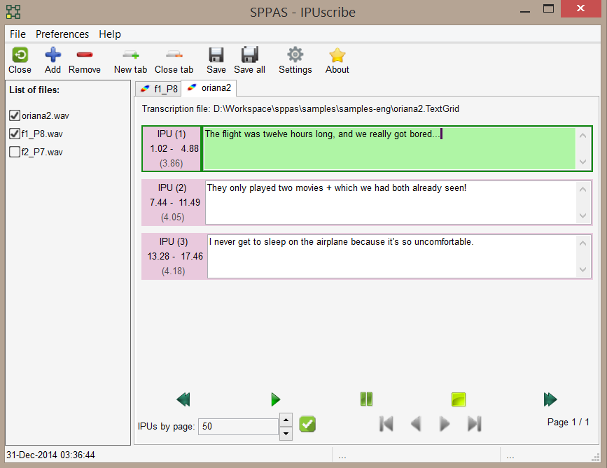 SPPAS - IPUscribe
File Preferences Help
Close Add Remove New tab Close tab Save Save all Settings About
List of files:
oriana2.wav
f1_P8.wav
f2_P7.wav
f1_P8 oriana2
Transcription file: D:\Workspace\sppas\samples\samples-eng\oriana2.TextGrid
IPU (1)
1.02 - 4.88
(3.86)
The flight was twelve hours long, and we really got bored...
IPU (2)
7.44 - 11.49
(4.05)
They only played two movies + which we had both already seen!
IPU (3)
13.28 - 17.46
(4.18)
I never get to sleep on the airplane because it's so uncomfortable.
IPUs by page: 50
Page 1 / 1
31-Dec-2014 03:36:44 ... ...